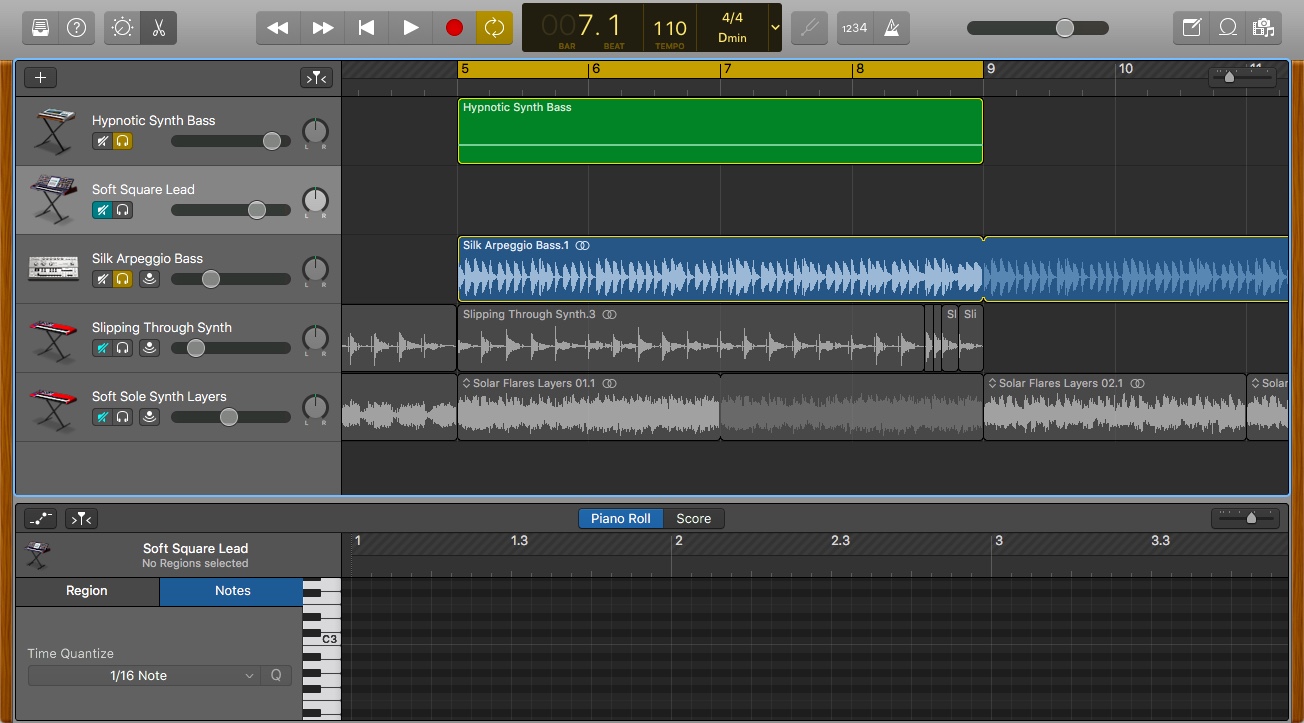 ?
007.1
BAR BEAT
110
TEMPO
4/4
Dmin
1234
5 6 7 8 9 10 11
Hypnotic Synth Bass
L R
Hypnotic Synth Bass
Soft Square Lead
L R
Silk Arpeggio Bass
L R
Silk Arpeggio Bass.1
Slipping Through Synth
L R
Slipping Through Synth.3
Sl
Sli
Soft Sole Synth Layers
L R
Solar Flares Layers 01.1
Solar Flares Layers 02.1
Solar
Piano Roll Score
Soft Square Lead
No Regions selected
1 1.3 2 2.3 3 3.3
Region Notes
C3
Time Quantize
1/16 Note
Q